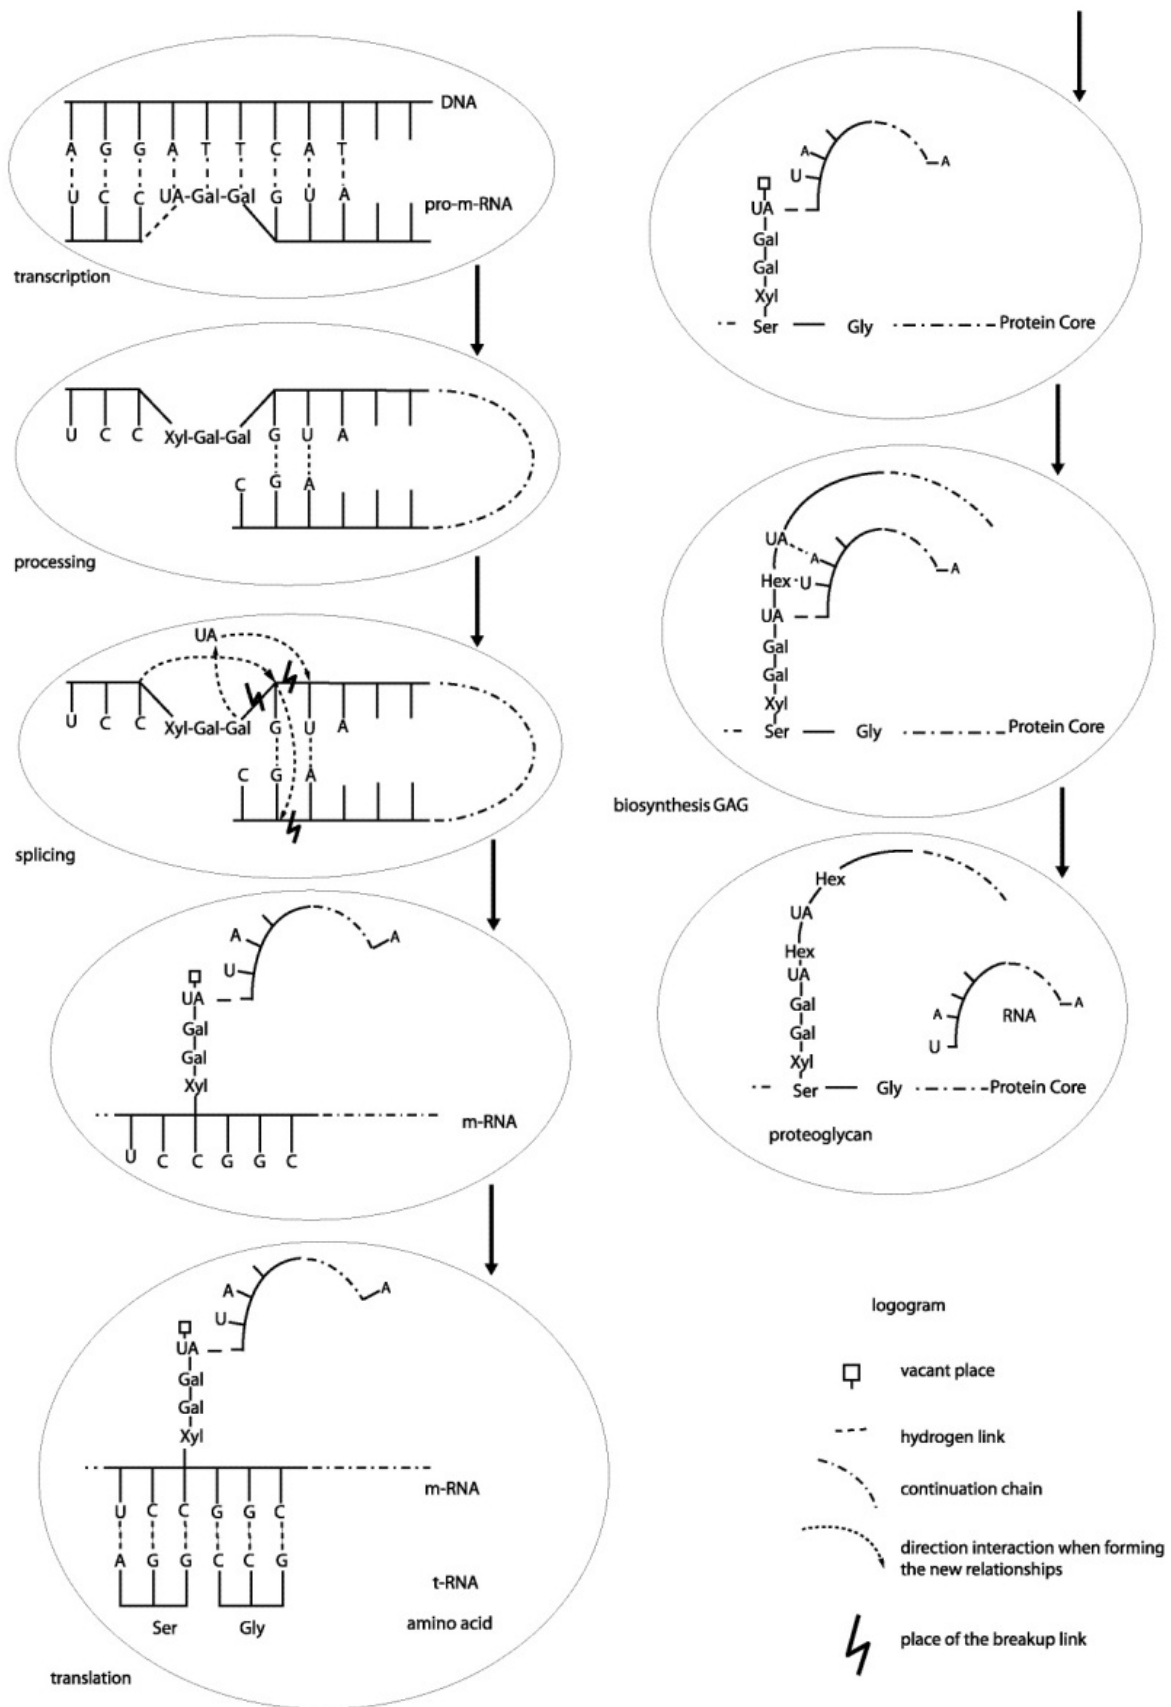 DNA
A G G A T T C A T
U C C UA-Gal-Gal G U A
pro-m-RNA
transcription
U C C Xyl-Gal-Gal G U A
C G A
processing
UA
U C C Xyl-Gal-Gal G U A
C G A
splicing
A A
U
UA
Gal
Gal
Xyl
m-RNA
U C C G G C
A A
U
UA
Gal
Gal
Xyl
m-RNA
U C C G G C
A G G C C G
t-RNA
Ser Gly amino acid
translation
A A
U
UA
Gal
Gal
Xyl
Ser Gly Protein Core
UA
A A
Hex U
UA
Gal
Gal
Xyl
Ser Gly Protein Core
biosynthesis GAG
Hex
UA
Hex
UA
Gal
Gal
Xyl
A RNA A
U
Ser Gly Protein Core
proteoglycan
logogram
vacant place
hydrogen link
continuation chain
direction interaction when forming
the new relationships
place of the breakup link